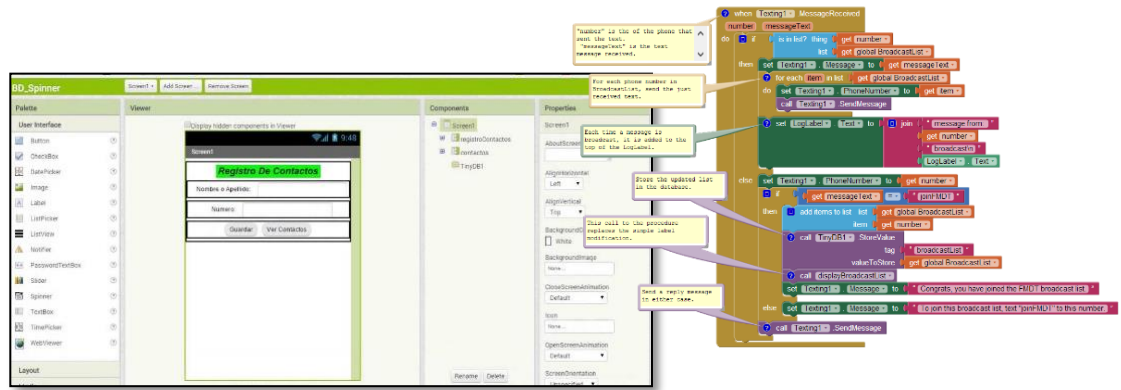 BD_Spinner
Screen1
Add Screen ...
Remove Screen
Palette
User Interface
Button
CheckBox
DatePicker
Image
Label
ListPicker
ListView
Notifier
PasswordTextBox
Slider
Spinner
TextBox
TimePicker
WebViewer
Layout
Viewer
Display hidden components in Viewer
9:48
Screen1
Registro De Contactos
Nombre o Apellido:
Numero:
Guardar
Ver Contactos
Components
Screen1
registroContactos
contactos
TinyDB1
Rename
Delete
Properties
Screen1
AboutScreen
AlignHorizontal
Left
AlignVertical
Top
White
BackgroundImage
None...
CloseScreenAnimation
Default
Icon
None...
OpenScreenAnimation
Default
ScreenOrientation
Unspecified
"number" is the of the phone that
sent the text.
"messageText" is the text
message received.
For each phone number in
BroadcastList, send the just
received text.
Each time a message is
broadcast, it is added to the
top of the LogLabel.
Store the updated list
in the database.
This call to the procedure
replaces the simple label
modification.
Send a reply message
in either case.
when Texting1 .MessageReceived
number messageText
do if is in list? thing get number
list get global BroadcastList
then set Texting1 . Message to get messageText
for each item in list get global BroadcastList
do set Texting1 . PhoneNumber to get item
call Texting1 .SendMessage
set LogLabel . Text to join " message from "
get number
" broadcast\n "
LogLabel . Text
else set Texting1 . PhoneNumber to get number
if get messageText = " joinFMDT "
then add items to list list get global BroadcastList
item get number
call TinyDB1 .StoreValue
tag " broadcastList "
valueToStore get global BroadcastList
call displayBroadcastList
set Texting1 . Message to " Congrats, you have joined the FMDT broadcast list. "
else set Texting1 . Message to " To join this broadcast list, text "joinFMDT" to this number. "
call Texting1 .SendMessage